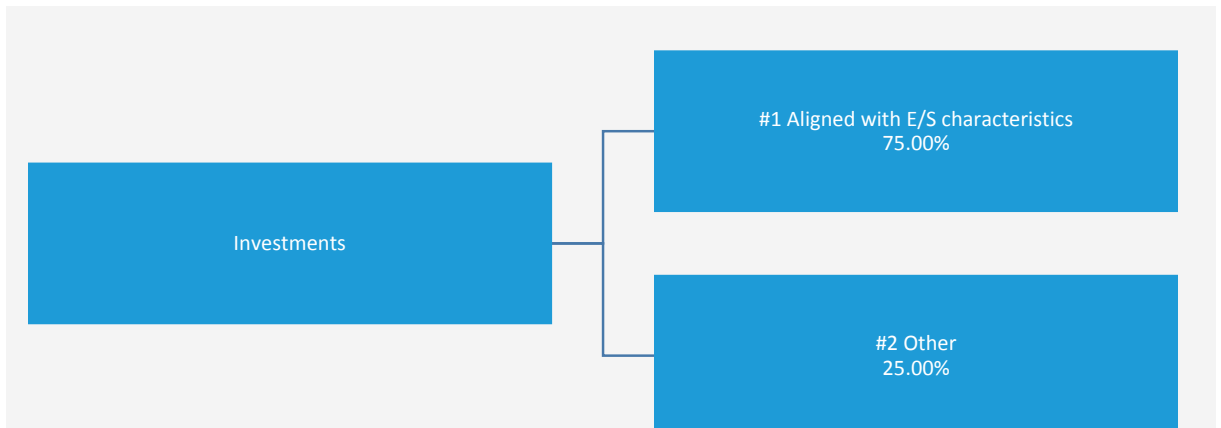 Investments
#1 Aligned with E/S characteristics
75.00%
#2 Other
25.00%